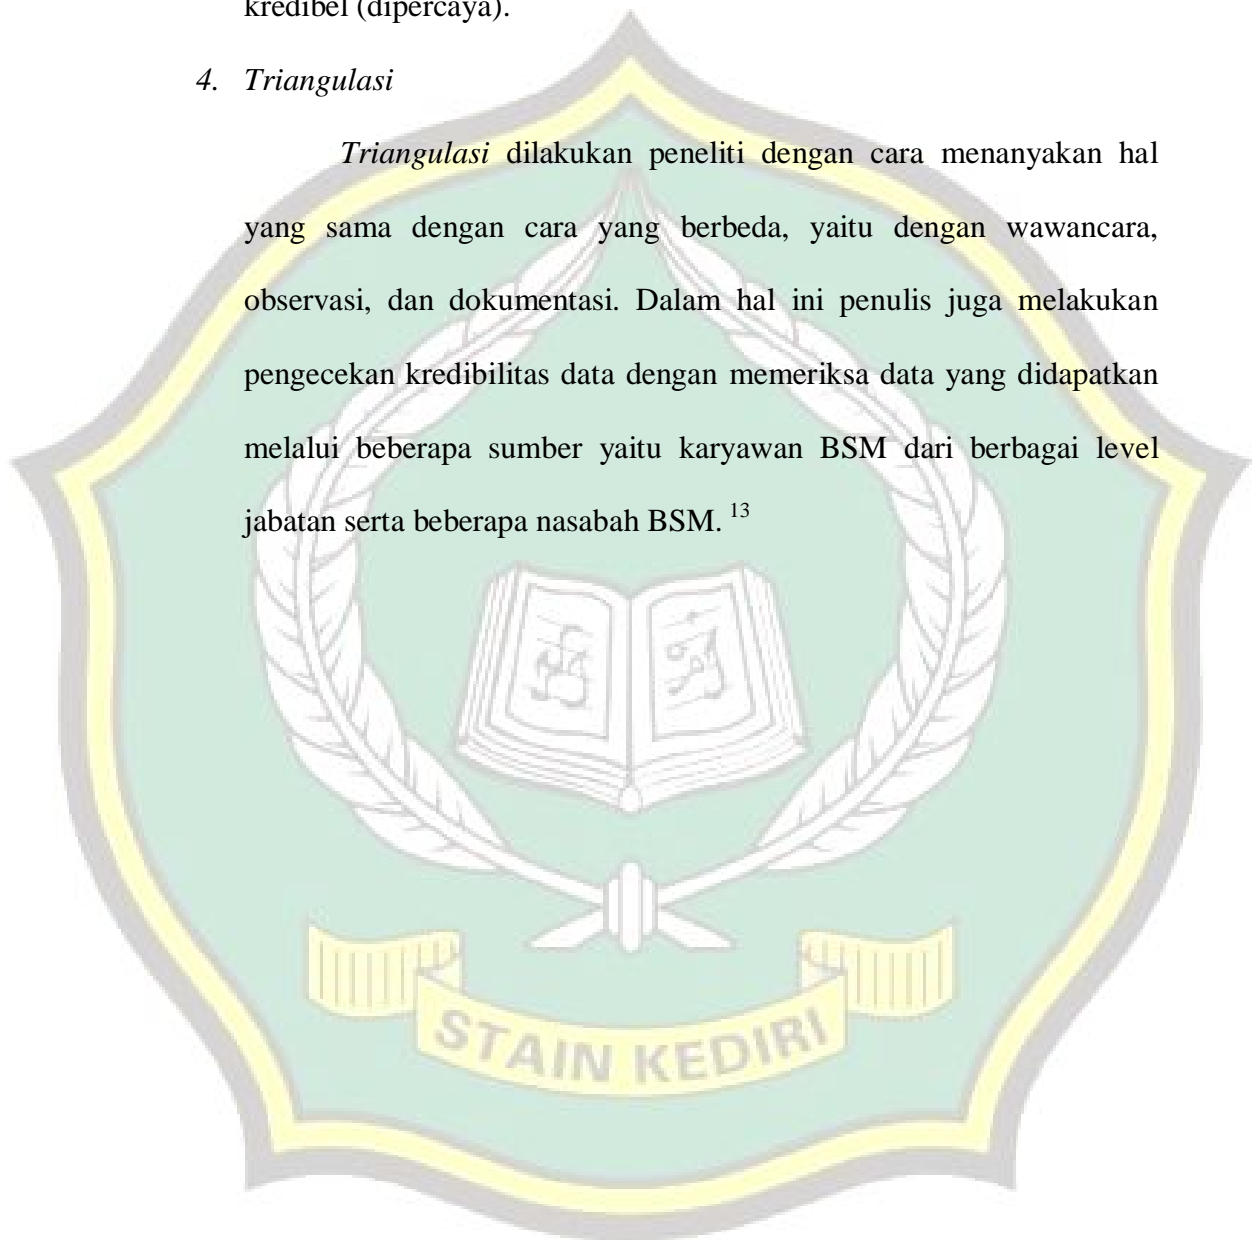 kredibel (dipercaya).
4. Triangulasi
Triangulasi dilakukan peneliti dengan cara menanyakan hal
yang sama dengan cara yang berbeda, yaitu dengan wawancara,
observasi, dan dokumentasi. Dalam hal ini penulis juga melakukan
pengecekan kredibilitas data dengan memeriksa data yang didapatkan
melalui beberapa sumber yaitu karyawan BSM dari berbagai level
jabatan serta beberapa nasabah BSM. 13
STAIN KEDIRI